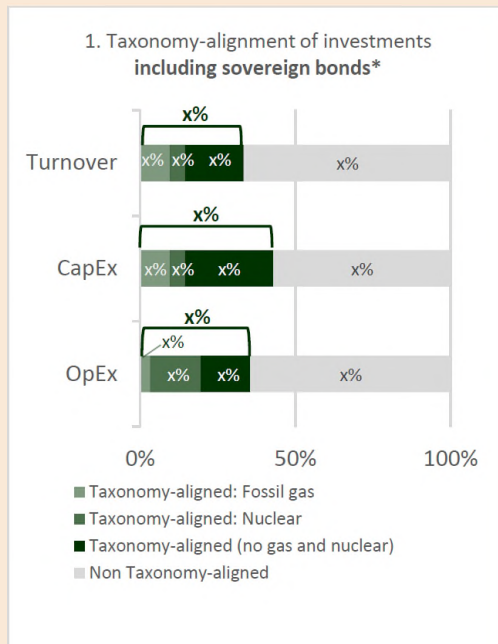 1. Taxonomy-alignment of investments
including sovereign bonds*
x%
Turnover
x%
x%
x%
x%
x%
CapEx
x%
x%
x%
x%
x%
x%
OpEx
x%
x%
x%
0%
50%
100%
Taxonomy-aligned: Fossil gas
Taxonomy-aligned: Nuclear
Taxonomy-aligned (no gas and nuclear)
Non Taxonomy-aligned